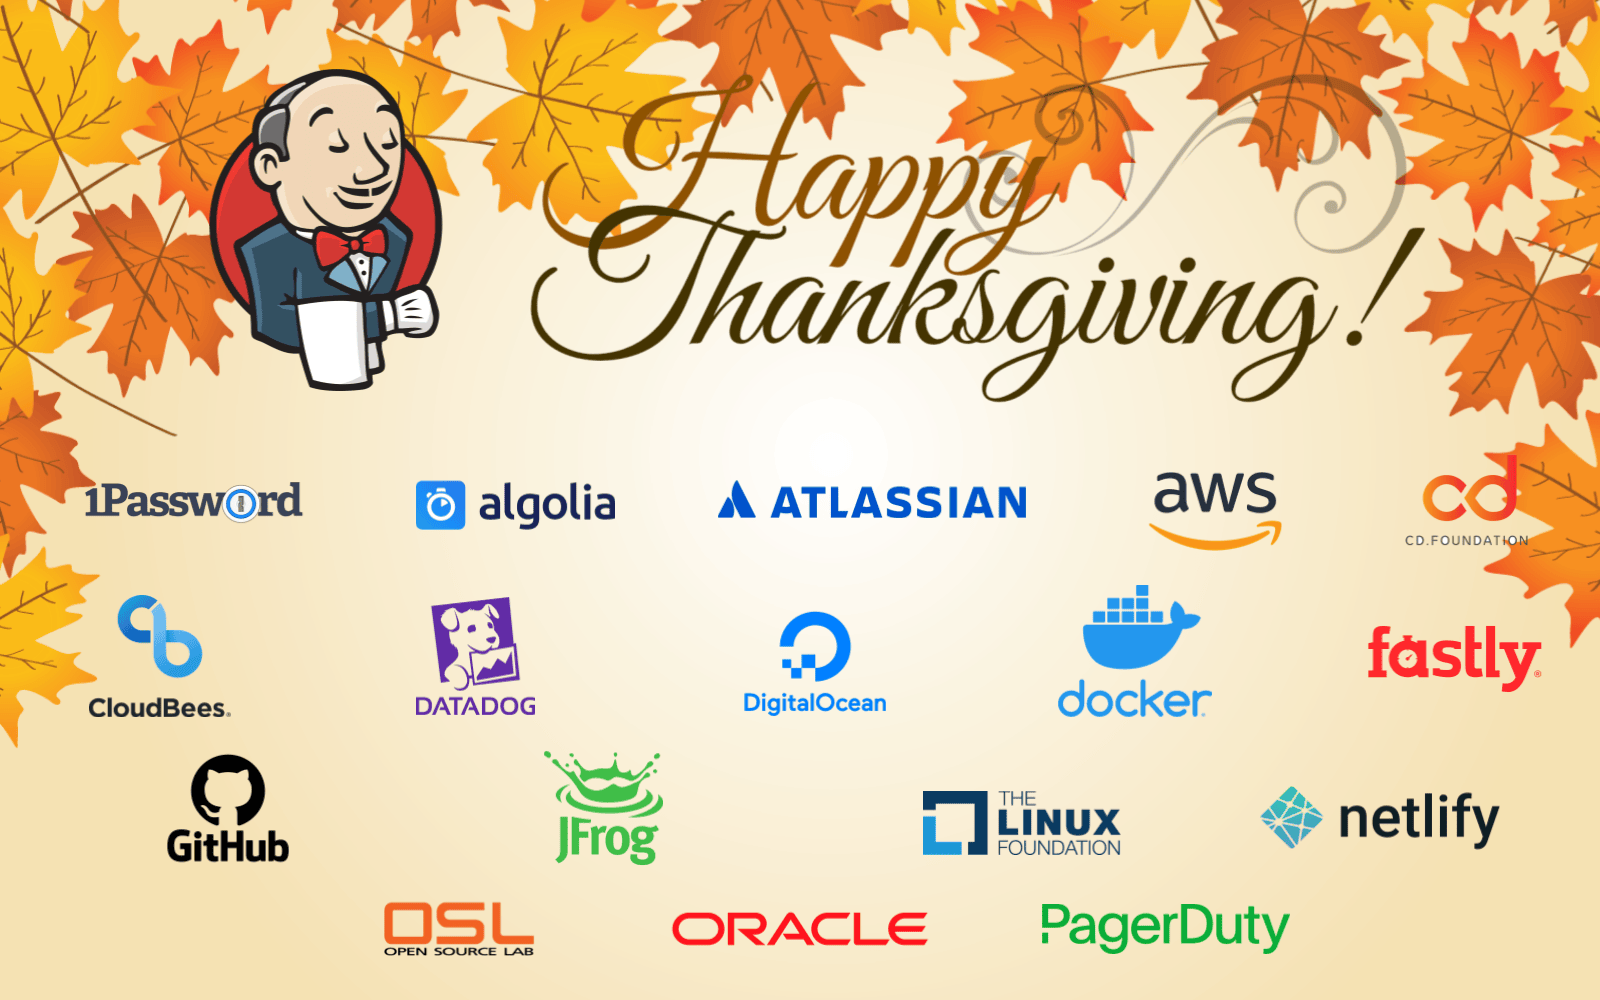 Happy
Thanksgiving!
1Password
algolia
ATLASSIAN
aws
cd
CD.FOUNDATION
CloudBees®
DATADOG
DigitalOcean
docker
fastly®
GitHub
JFrog
THE
LINUX
FOUNDATION
netlify
OSL
OPEN SOURCE LAB
ORACLE
PagerDuty